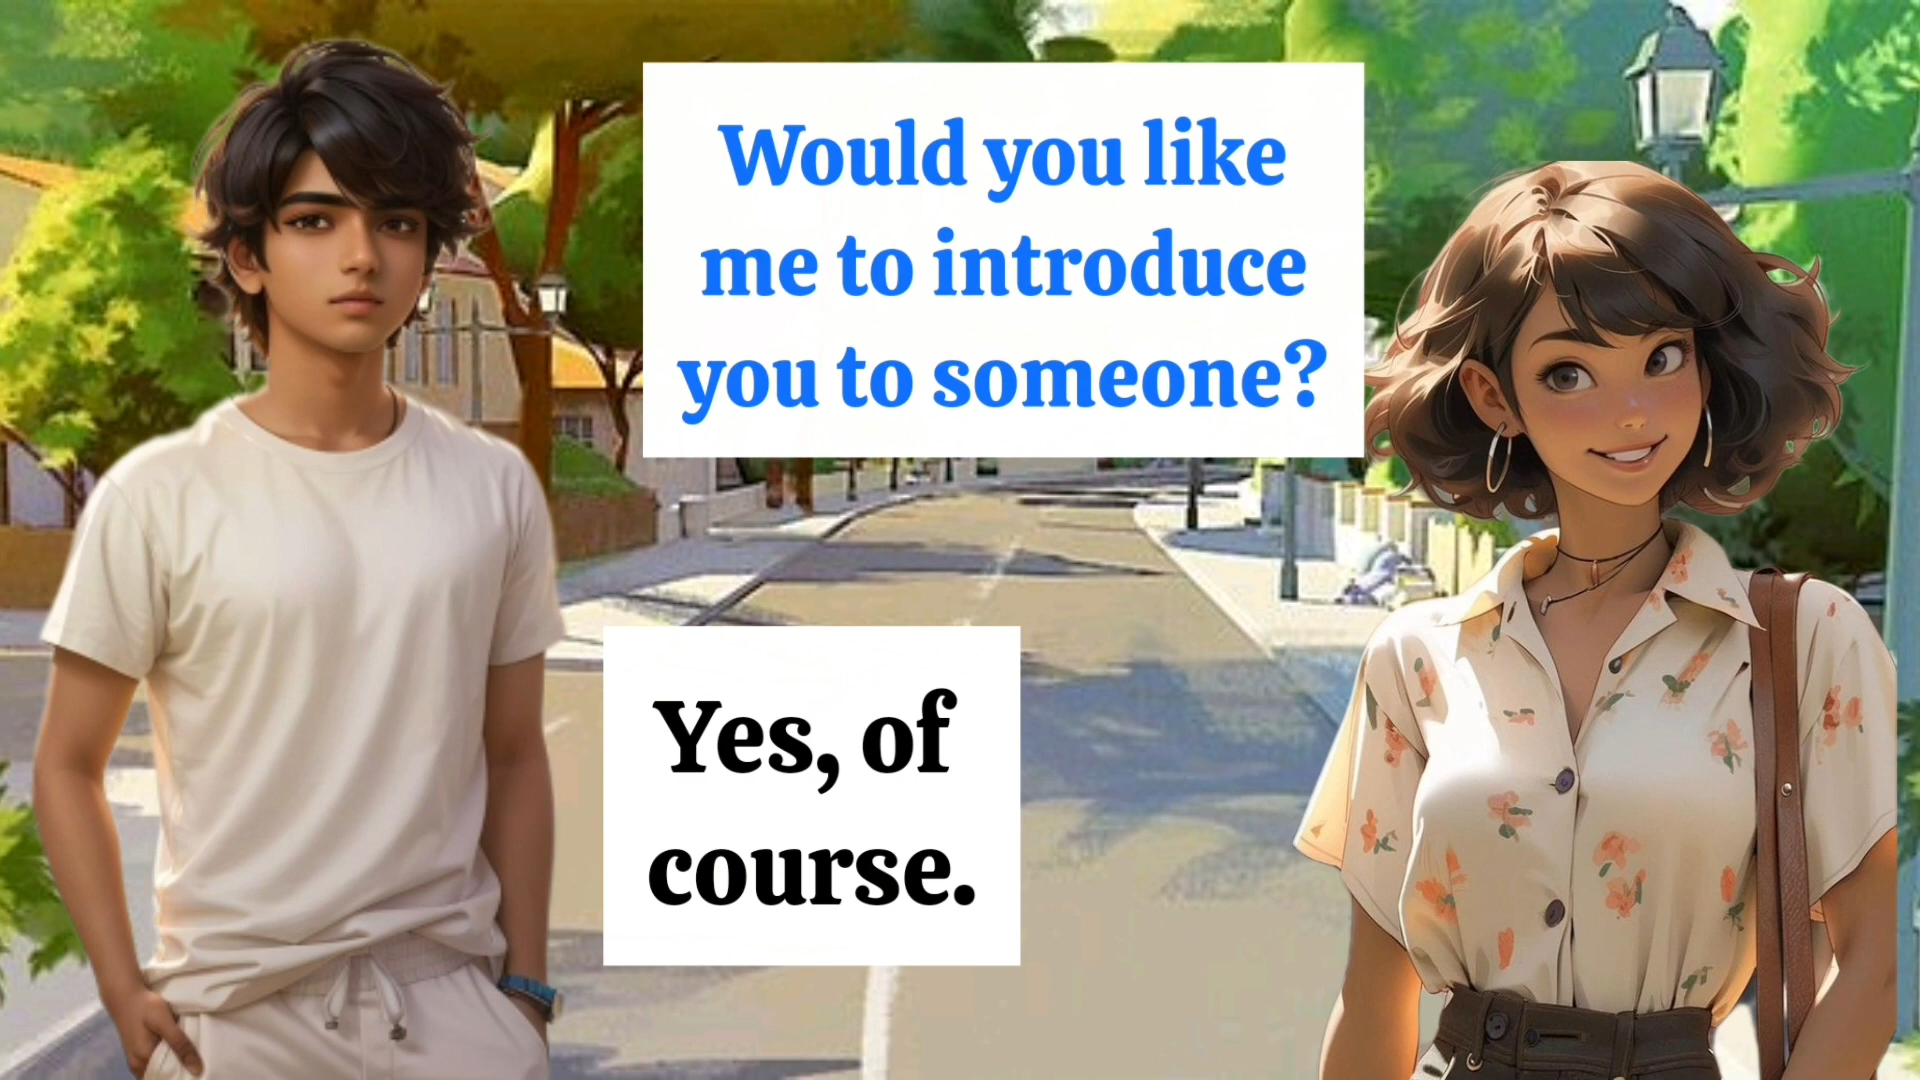 Would you like
me to introduce
you to someone?
Yes, of
course.